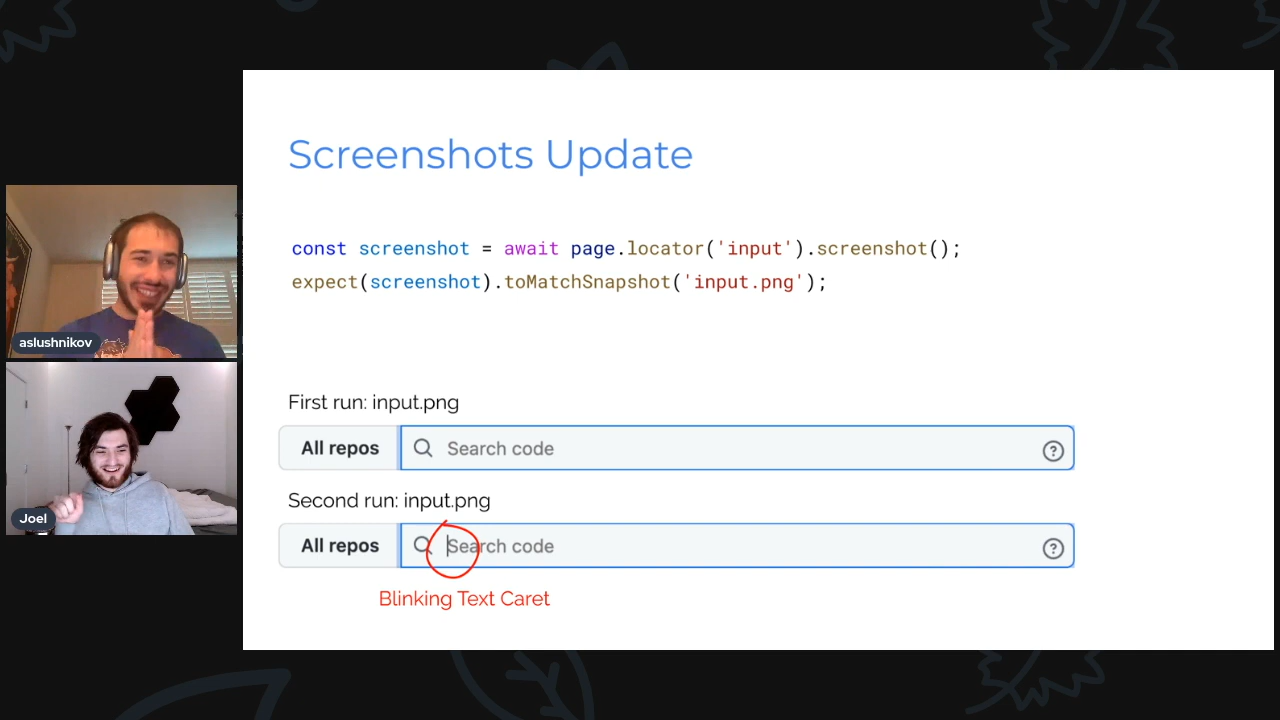 Screenshots Update
const screenshot = await page.locator('input').screenshot();
expect(screenshot).toMatchSnapshot('input.png');
aslushnikov
First run: input.png
All repos Search code ?
Second run: input.png
All repos Search code ?
Joel
Blinking Text Caret